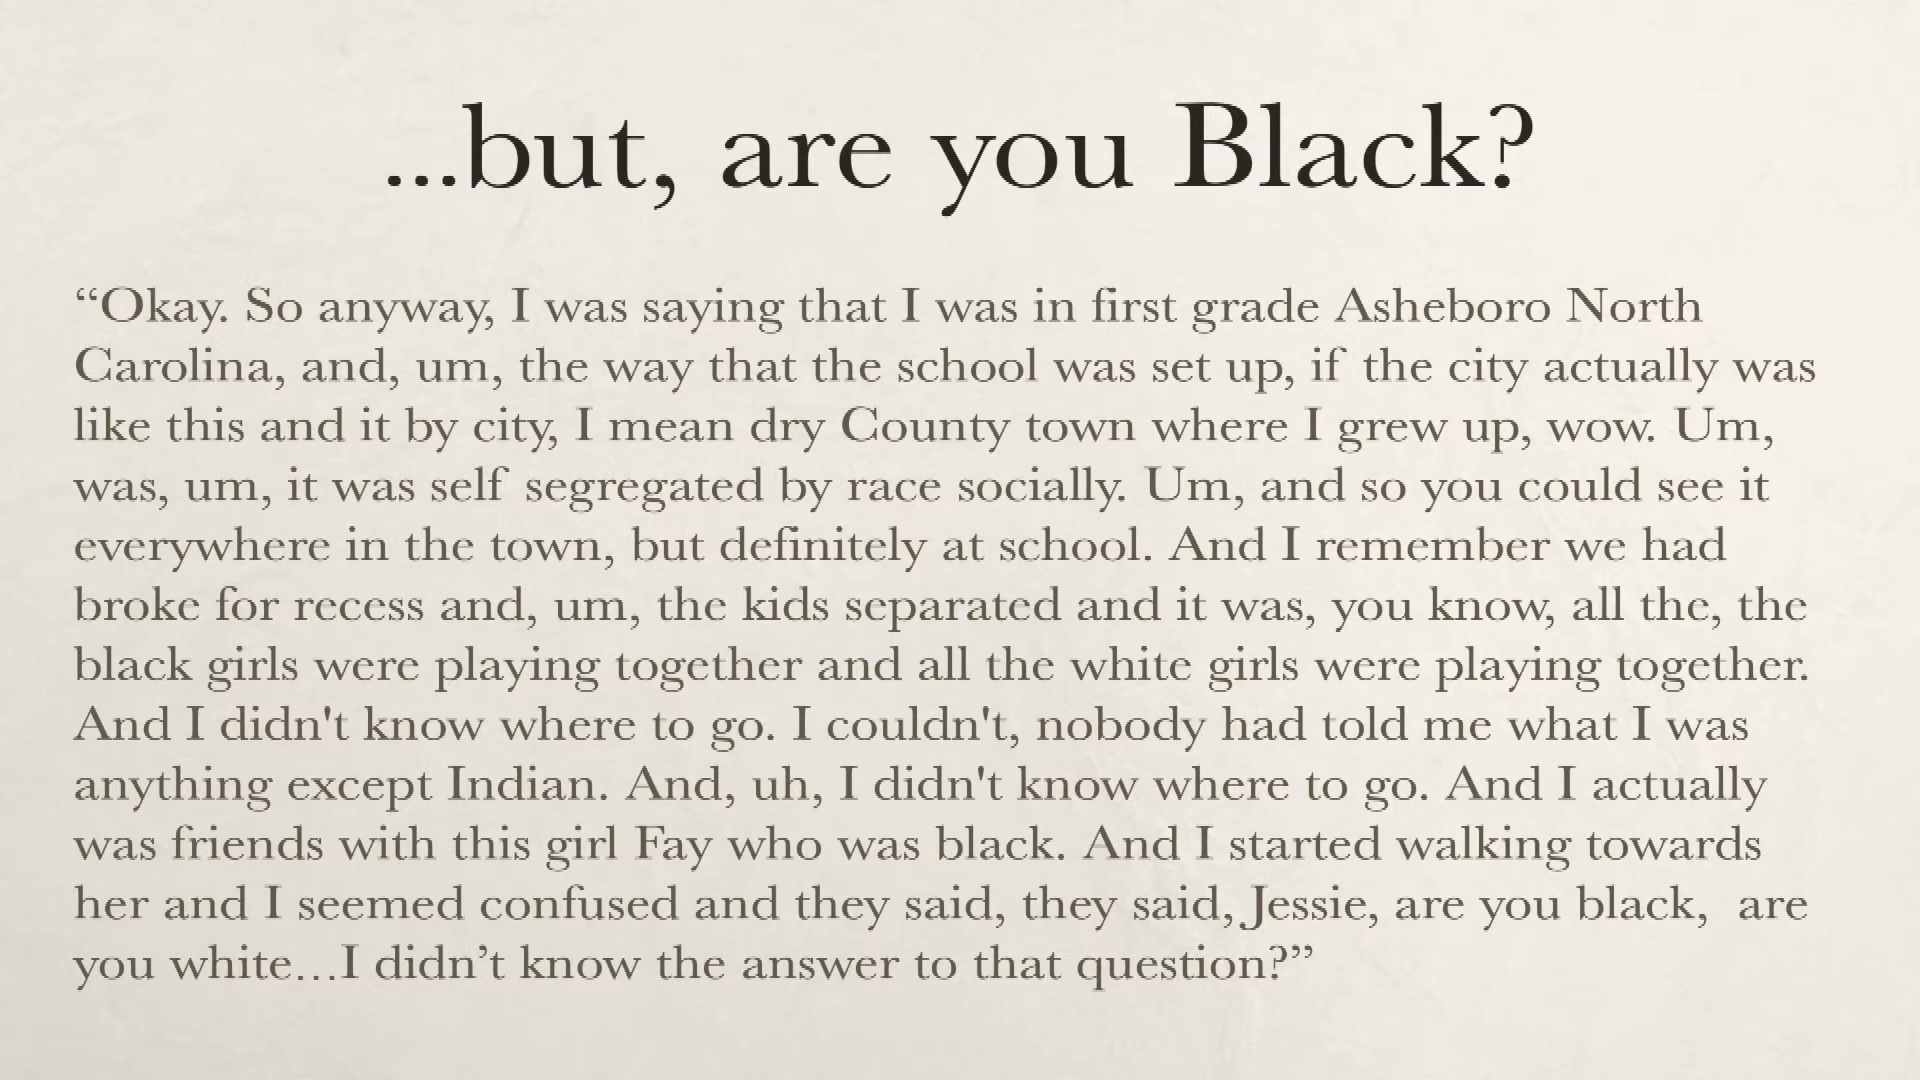 ...but, are you Black?
“Okay. So anyway, I was saying that I was in first grade Asheboro North
Carolina, and, um, the way that the school was set up, if the city actually was
like this and it by city, I mean dry County town where I grew up, wow. Um,
was, um, it was self segregated by race socially. Um, and so you could see it
everywhere in the town, but definitely at school. And I remember we had
broke for recess and, um, the kids separated and it was, you know, all the, the
black girls were playing together and all the white girls were playing together.
And I didn't know where to go. I couldn't, nobody had told me what I was
anything except Indian. And, uh, I didn't know where to go. And I actually
was friends with this girl Fay who was black. And I started walking towards
her and I seemed confused and they said, they said, Jessie, are you black,  are
you white…I didn’t know the answer to that question?”